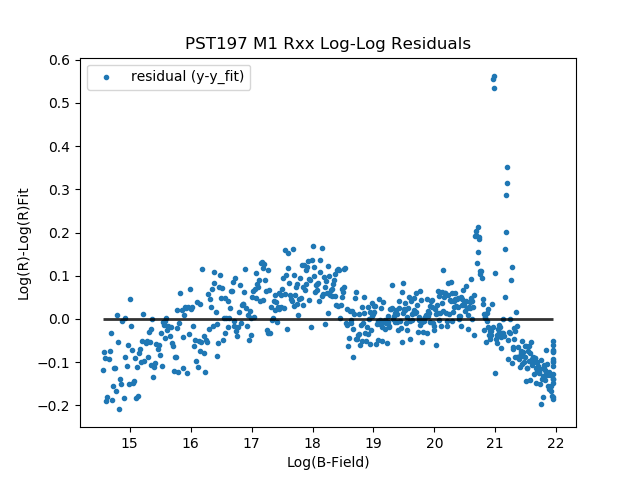 PST197 M1 Rxx Log-Log Residuals
residual (y-y_fit)
Log(R)-Log(R)Fit
0.6
0.5
0.4
0.3
0.2
0.1
0.0
−0.1
−0.2
15 16 17 18 19 20 21 22
Log(B-Field)